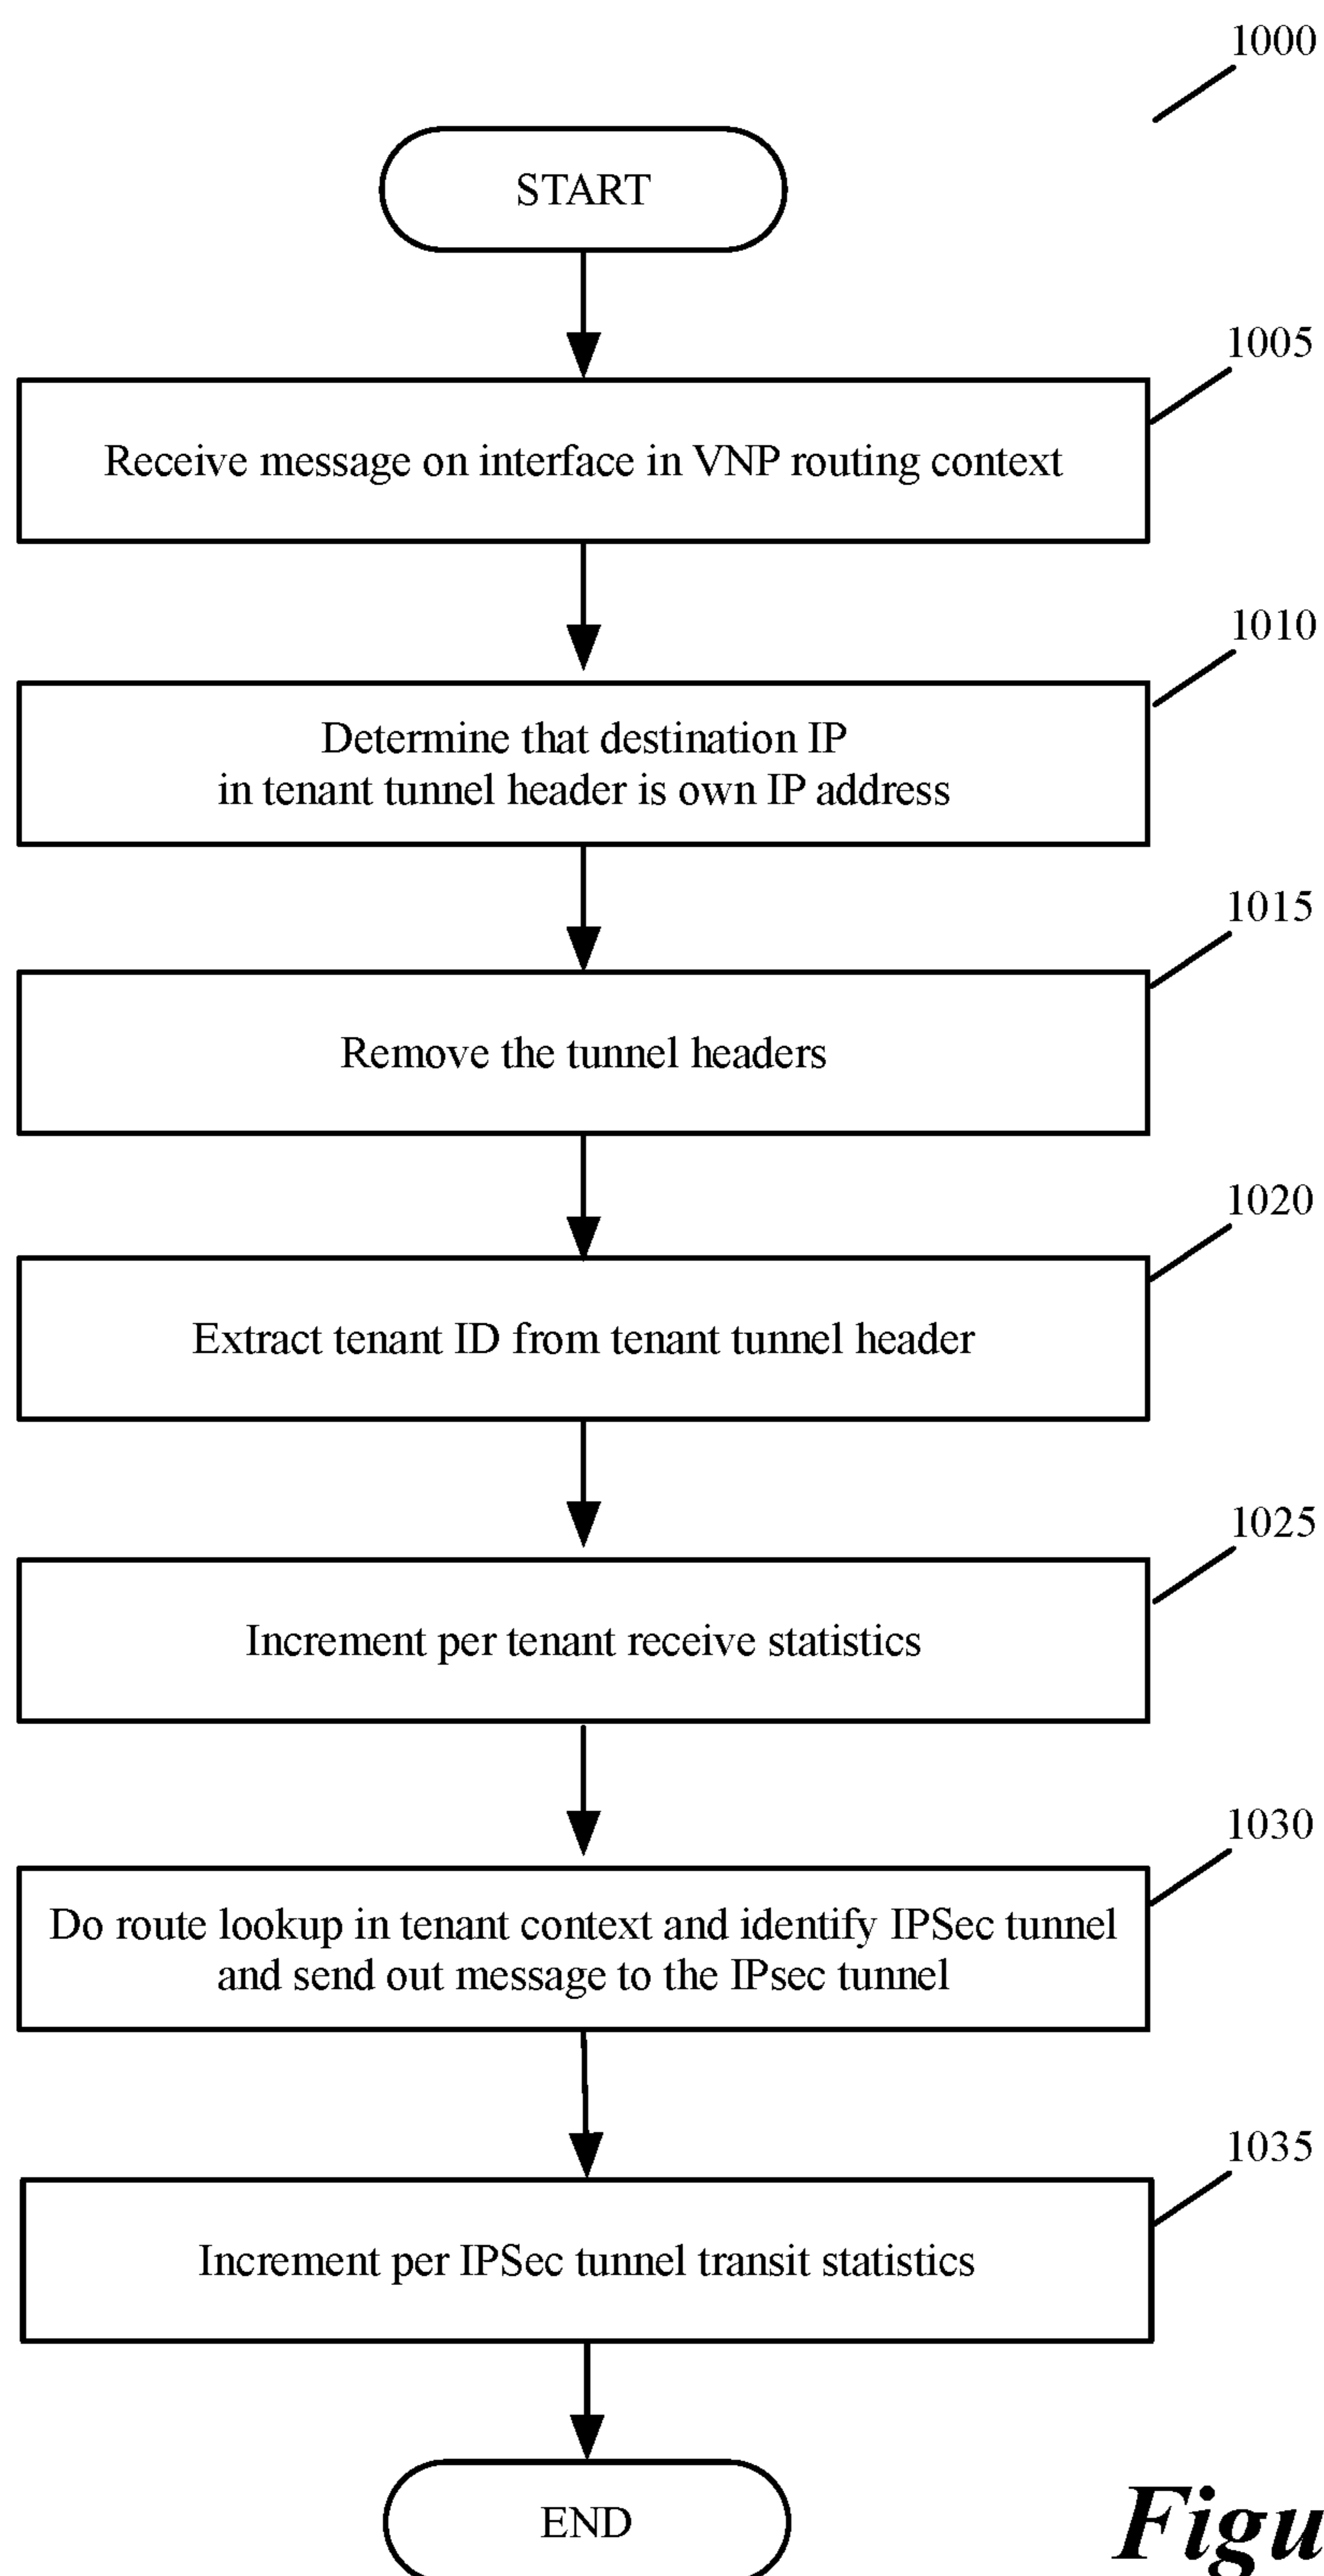 1000
START
1005
Receive message on interface in VNP routing context
1010
Determine that destination IP
in tenant tunnel header is own IP address
1015
Remove the tunnel headers
1020
Extract tenant ID from tenant tunnel header
1025
Increment per tenant receive statistics
1030
Do route lookup in tenant context and identify IPSec tunnel
and send out message to the IPsec tunnel
1035
Increment per IPSec tunnel transit statistics
END
Figu